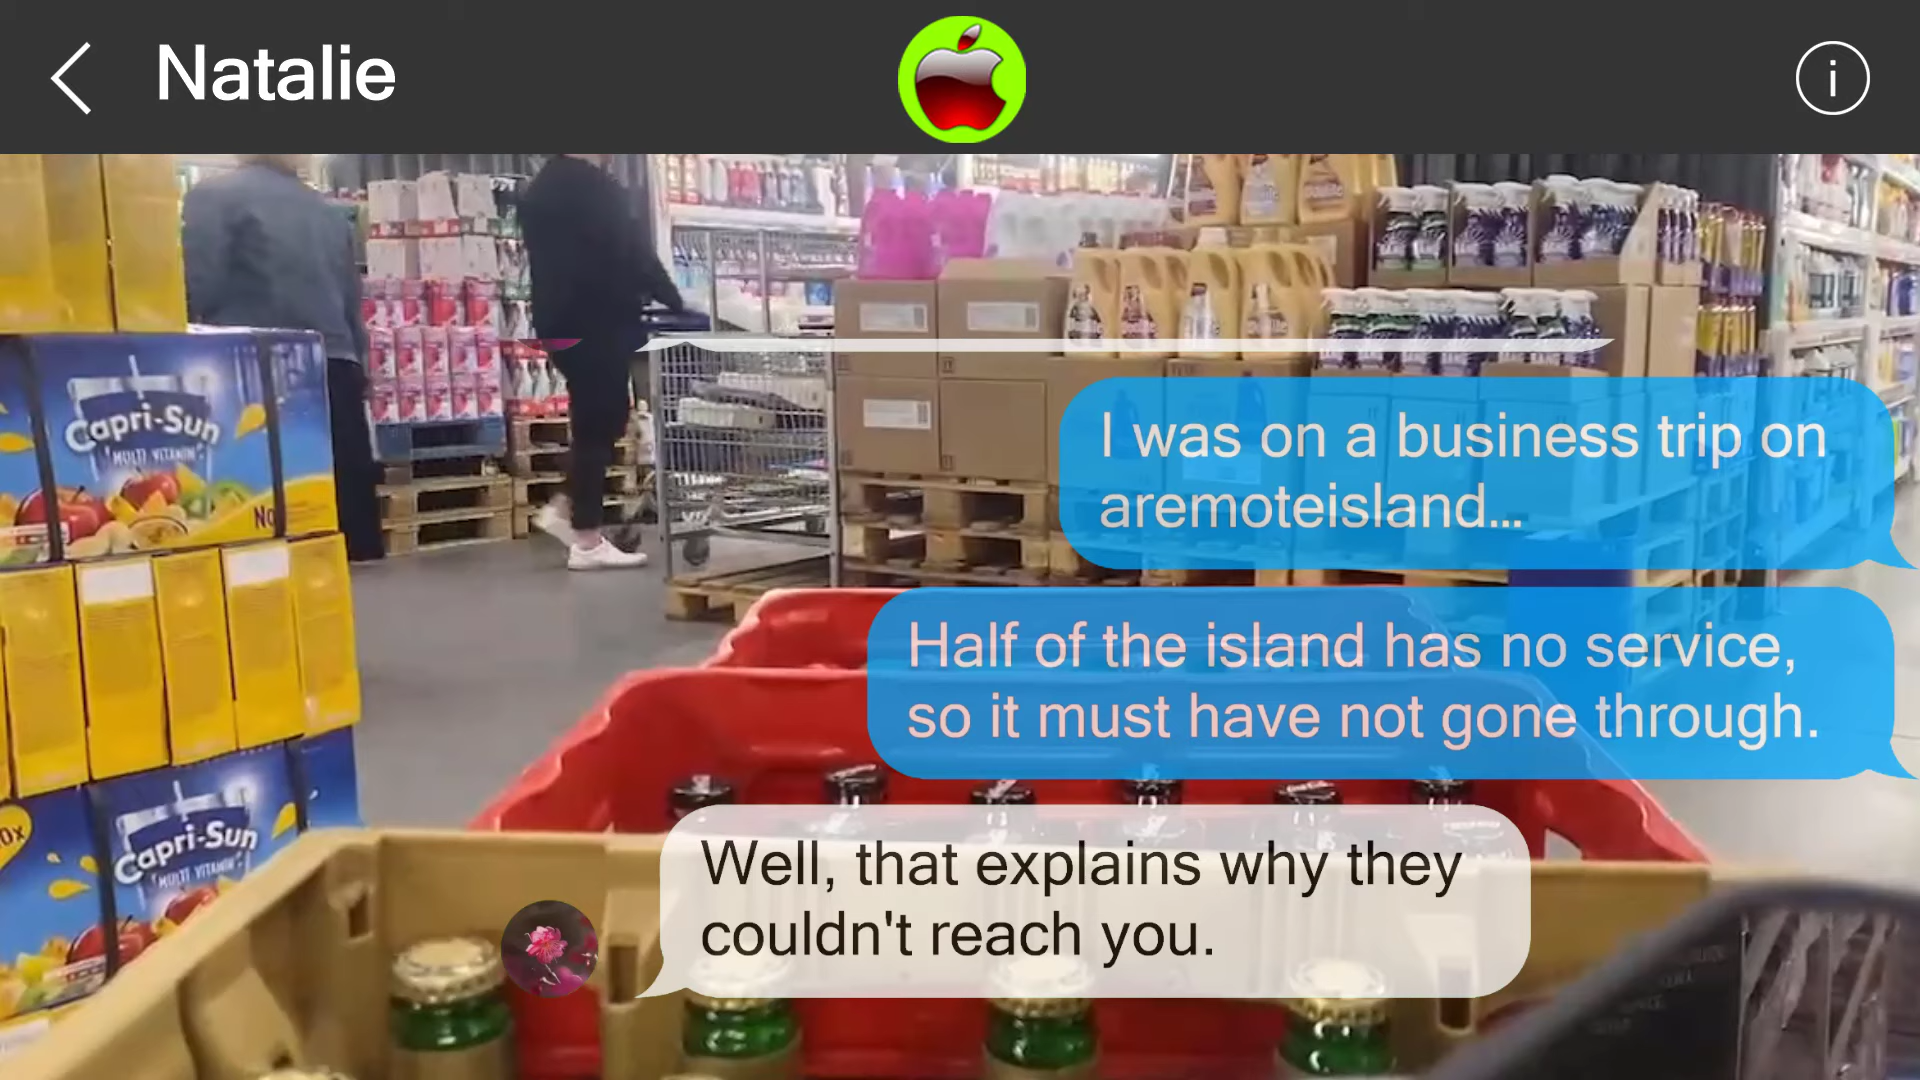 Natalie
i
I was on a business trip on
aremoteisland...
Half of the island has no service,
so it must have not gone through.
Well, that explains why they
couldn't reach you.
Capri-Sun
MULTI VITAMIN
No
Capri-Sun
MULTI VITAMIN